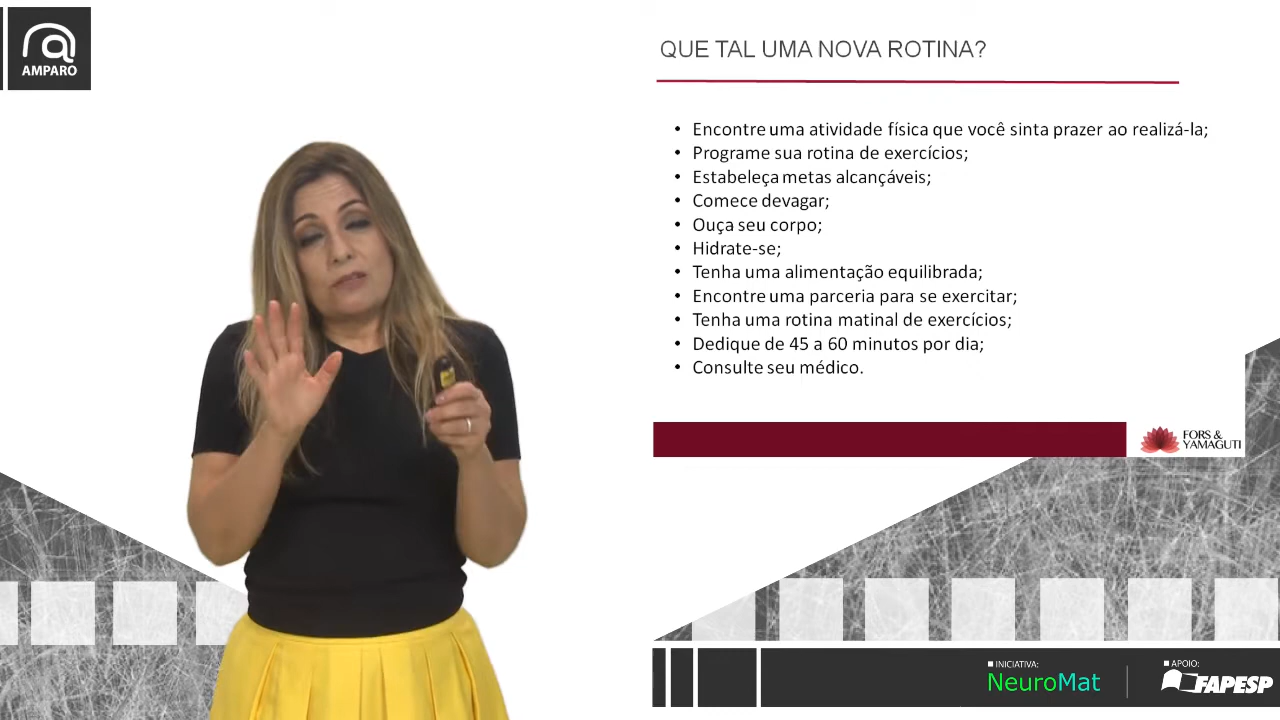 AMPARO
QUE TAL UMA NOVA ROTINA?
• Encontre uma atividade física que você sinta prazer ao realizá-la;
• Programe sua rotina de exercícios;
• Estabeleça metas alcançáveis;
• Comece devagar;
• Ouça seu corpo;
• Hidrate-se;
• Tenha uma alimentação equilibrada;
• Encontre uma parceria para se exercitar;
• Tenha uma rotina matinal de exercícios;
• Dedique de 45 a 60 minutos por dia;
• Consulte seu médico.
FORS &
YAMAGUTI
INICIATIVA:
NeuroMat
APOIO:
FAPESP